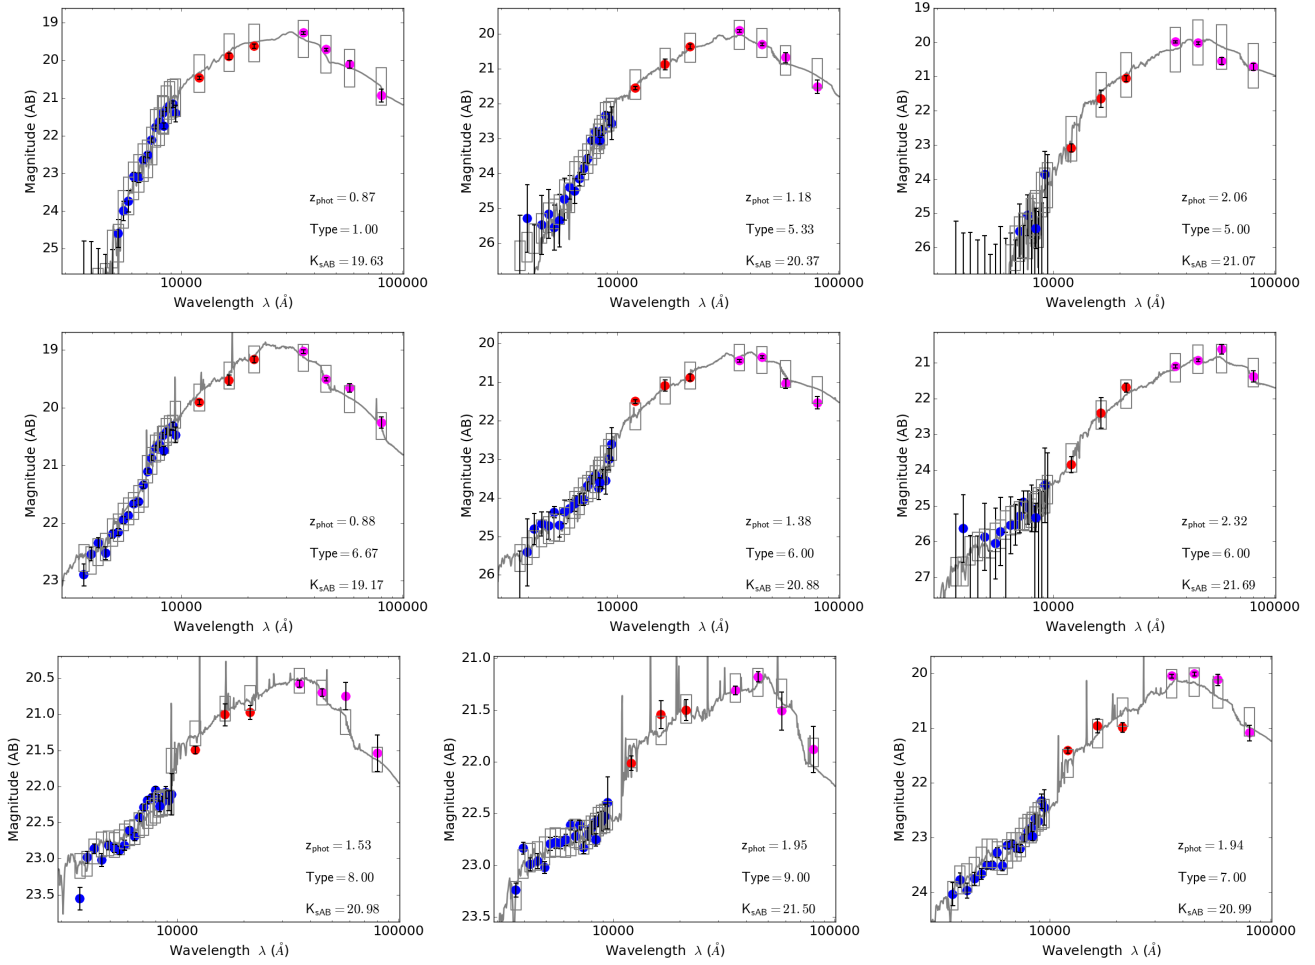 19
20
21
22
23
24
25
Magnitude (AB)
z_phot = 0.87
Type = 1.00
K_sAB = 19.63
10000
100000
Wavelength λ (Å)
20
21
22
23
24
25
26
Magnitude (AB)
z_phot = 1.18
Type = 5.33
K_sAB = 20.37
10000
100000
Wavelength λ (Å)
19
20
21
22
23
24
25
26
Magnitude (AB)
z_phot = 2.06
Type = 5.00
K_sAB = 21.07
10000
100000
Wavelength λ (Å)
19
20
21
22
23
Magnitude (AB)
z_phot = 0.88
Type = 6.67
K_sAB = 19.17
10000
100000
Wavelength λ (Å)
20
21
22
23
24
25
26
Magnitude (AB)
z_phot = 1.38
Type = 6.00
K_sAB = 20.88
10000
100000
Wavelength λ (Å)
21
22
23
24
25
26
27
Magnitude (AB)
z_phot = 2.32
Type = 6.00
K_sAB = 21.69
10000
100000
Wavelength λ (Å)
20.5
21.0
21.5
22.0
22.5
23.0
23.5
Magnitude (AB)
z_phot = 1.53
Type = 8.00
K_sAB = 20.98
10000
100000
Wavelength λ (Å)
21.0
21.5
22.0
22.5
23.0
23.5
Magnitude (AB)
z_phot = 1.95
Type = 9.00
K_sAB = 21.50
10000
100000
Wavelength λ (Å)
20
21
22
23
24
Magnitude (AB)
z_phot = 1.94
Type = 7.00
K_sAB = 20.99
10000
100000
Wavelength λ (Å)